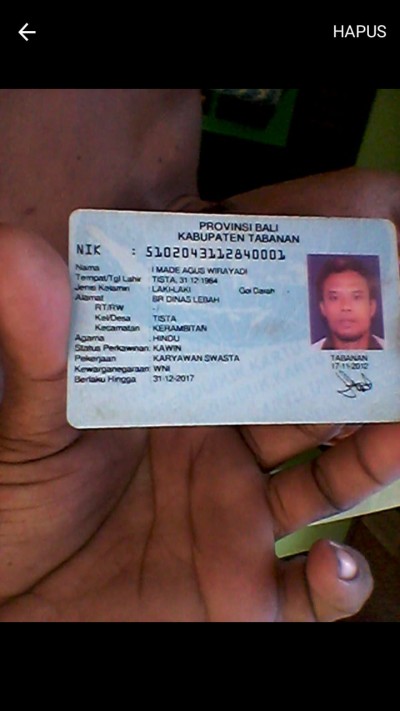 HAPUS
PROVINSI BALI
KABUPATEN TABANAN
NIK : 5102043112840001
Nama : I MADE AGUS WIRAYADI
Tempat/Tgl Lahir : TISTA, 31-12-1984
Jenis Kelamin : LAKI-LAKI Gol Darah : -
Alamat : BR DINAS LEBAH
RT/RW : -
Kel/Desa : TISTA
Kecamatan : KERAMBITAN
Agama : HINDU
Status Perkawinan : KAWIN
Pekerjaan : KARYAWAN SWASTA
Kewarganegaraan : WNI
Berlaku Hingga : 31-12-2017
TABANAN
17-11-2012